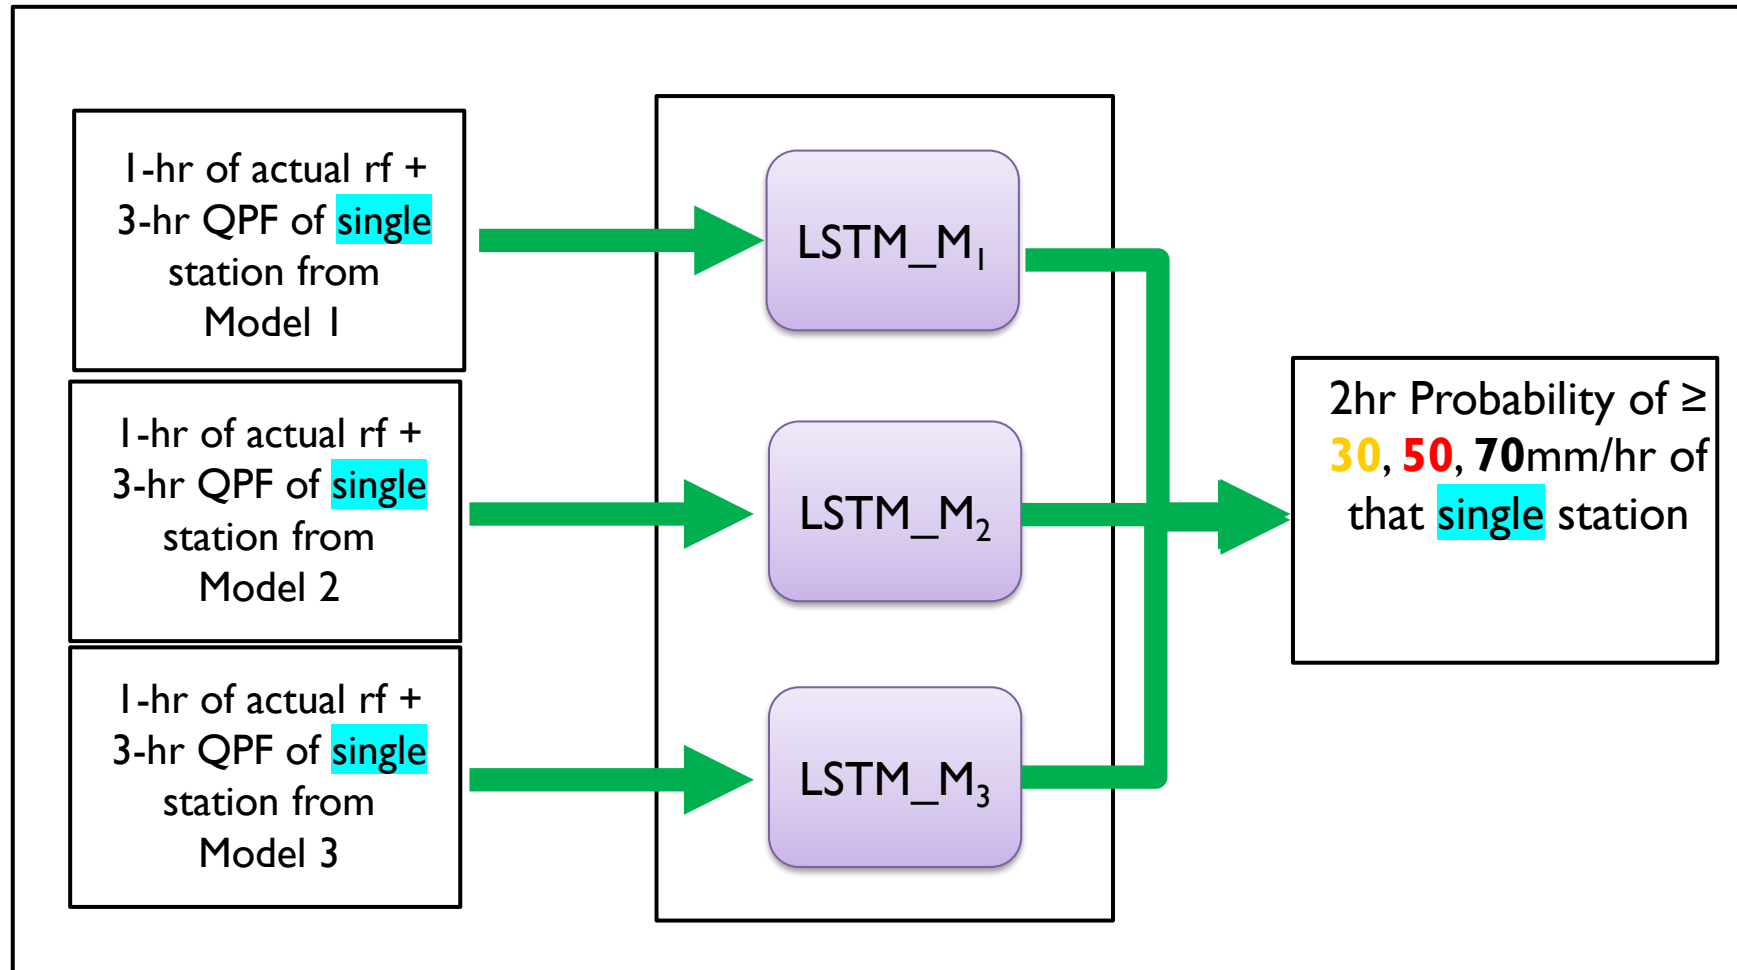 1-hr of actual rf +
3-hr QPF of single
station from
Model 1
1-hr of actual rf +
3-hr QPF of single
station from
Model 2
1-hr of actual rf +
3-hr QPF of single
station from
Model 3
LSTM_M₁
LSTM_M₂
LSTM_M₃
2hr Probability of ≥
30, 50, 70mm/hr of
that single station